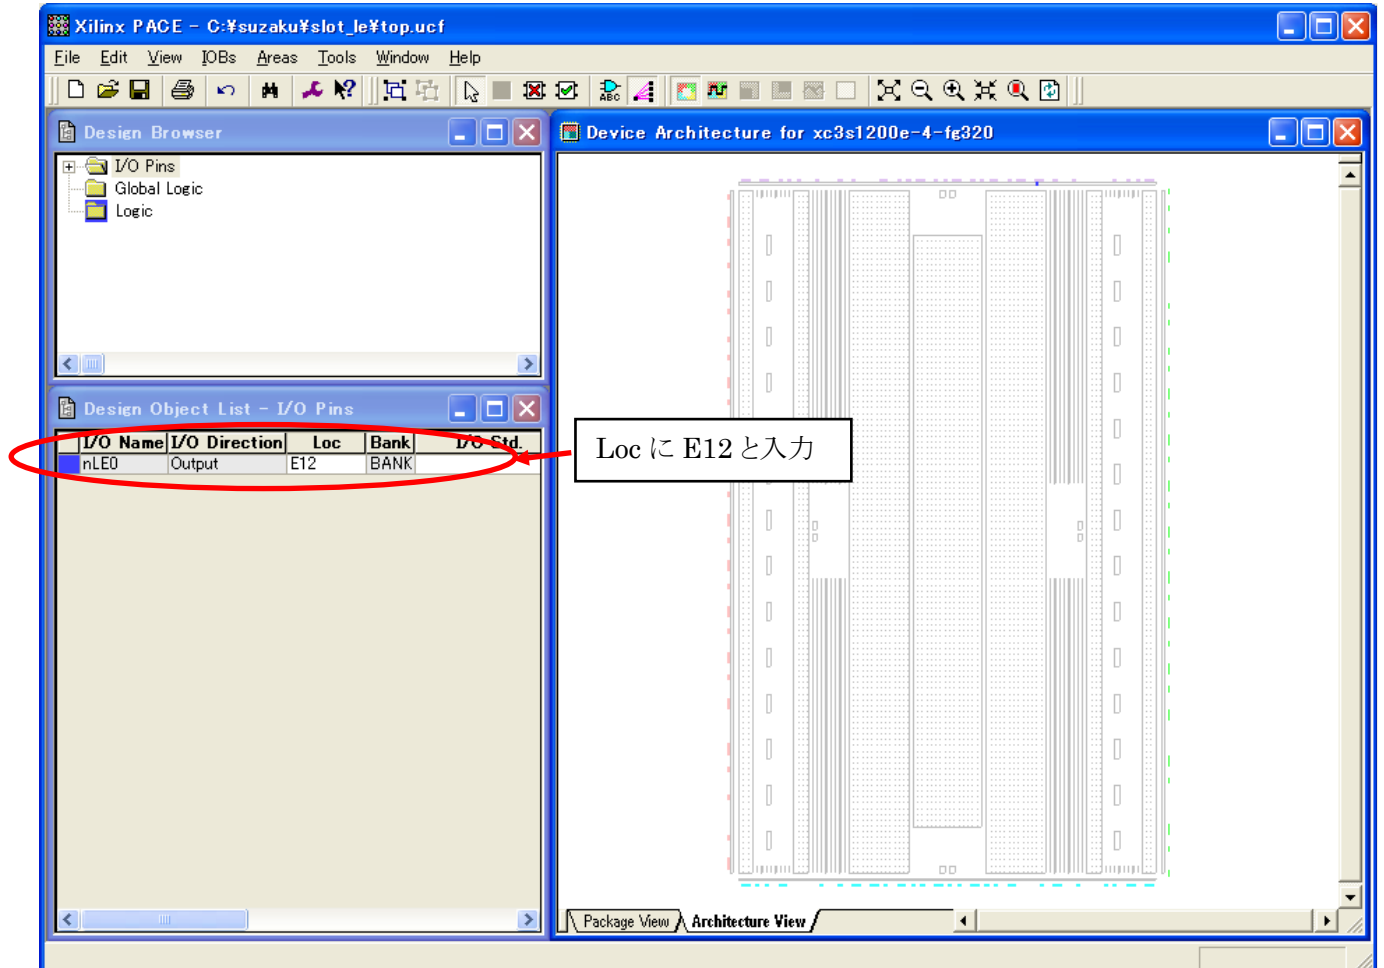 Xilinx PACE - C:¥suzaku¥slot_le¥top.ucf
File Edit View IOBs Areas Tools Window Help
ABC
Design Browser
I/O Pins
Global Logic
Logic
Device Architecture for xc3s1200e-4-fg320
Design Object List - I/O Pins
I/O Name I/O Direction Loc Bank I/O Std.
nLE0 Output E12 BANK
Loc に E12 と入力
Package View Architecture View